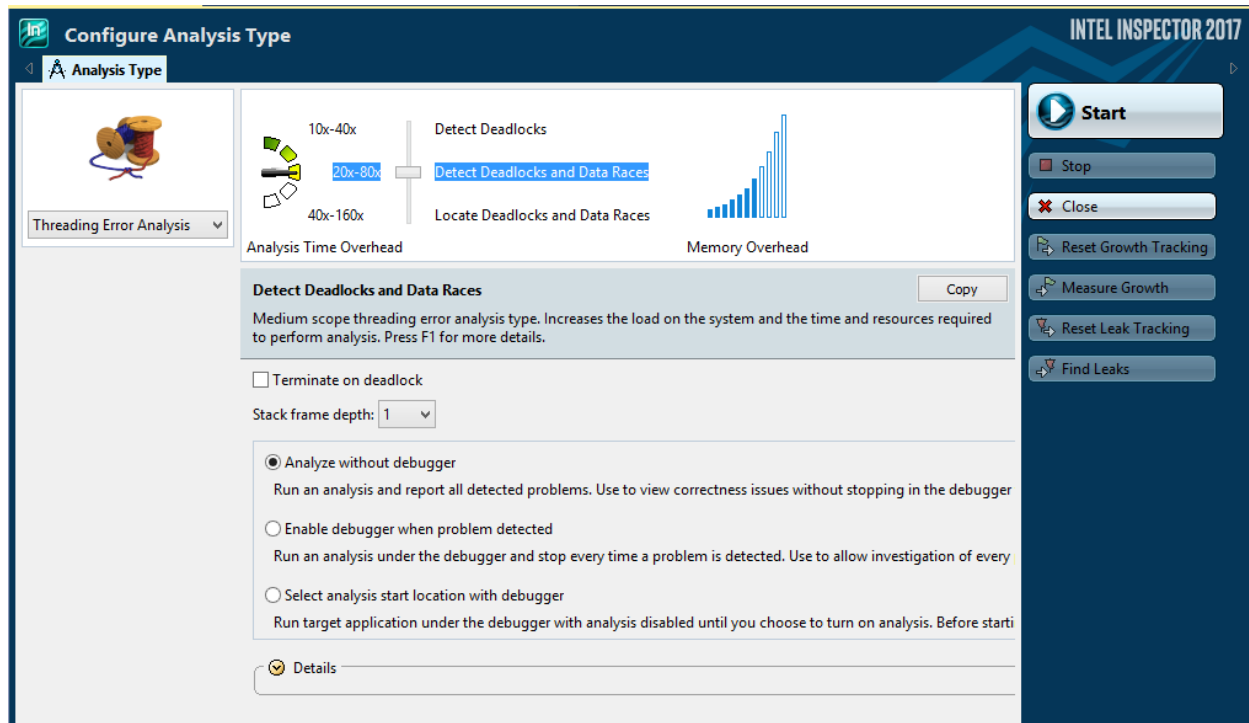 Configure Analysis Type
INTEL INSPECTOR 2017
Analysis Type
Threading Error Analysis
10x-40x Detect Deadlocks
20x-80x Detect Deadlocks and Data Races
40x-160x Locate Deadlocks and Data Races
Analysis Time Overhead Memory Overhead
Detect Deadlocks and Data Races Copy
Medium scope threading error analysis type. Increases the load on the system and the time and resources required
to perform analysis. Press F1 for more details.
Terminate on deadlock
Stack frame depth: 1
Analyze without debugger
Run an analysis and report all detected problems. Use to view correctness issues without stopping in the debugger
Enable debugger when problem detected
Run an analysis under the debugger and stop every time a problem is detected. Use to allow investigation of every
Select analysis start location with debugger
Run target application under the debugger with analysis disabled until you choose to turn on analysis. Before starti
Details
Start
Stop
Close
Reset Growth Tracking
Measure Growth
Reset Leak Tracking
Find Leaks